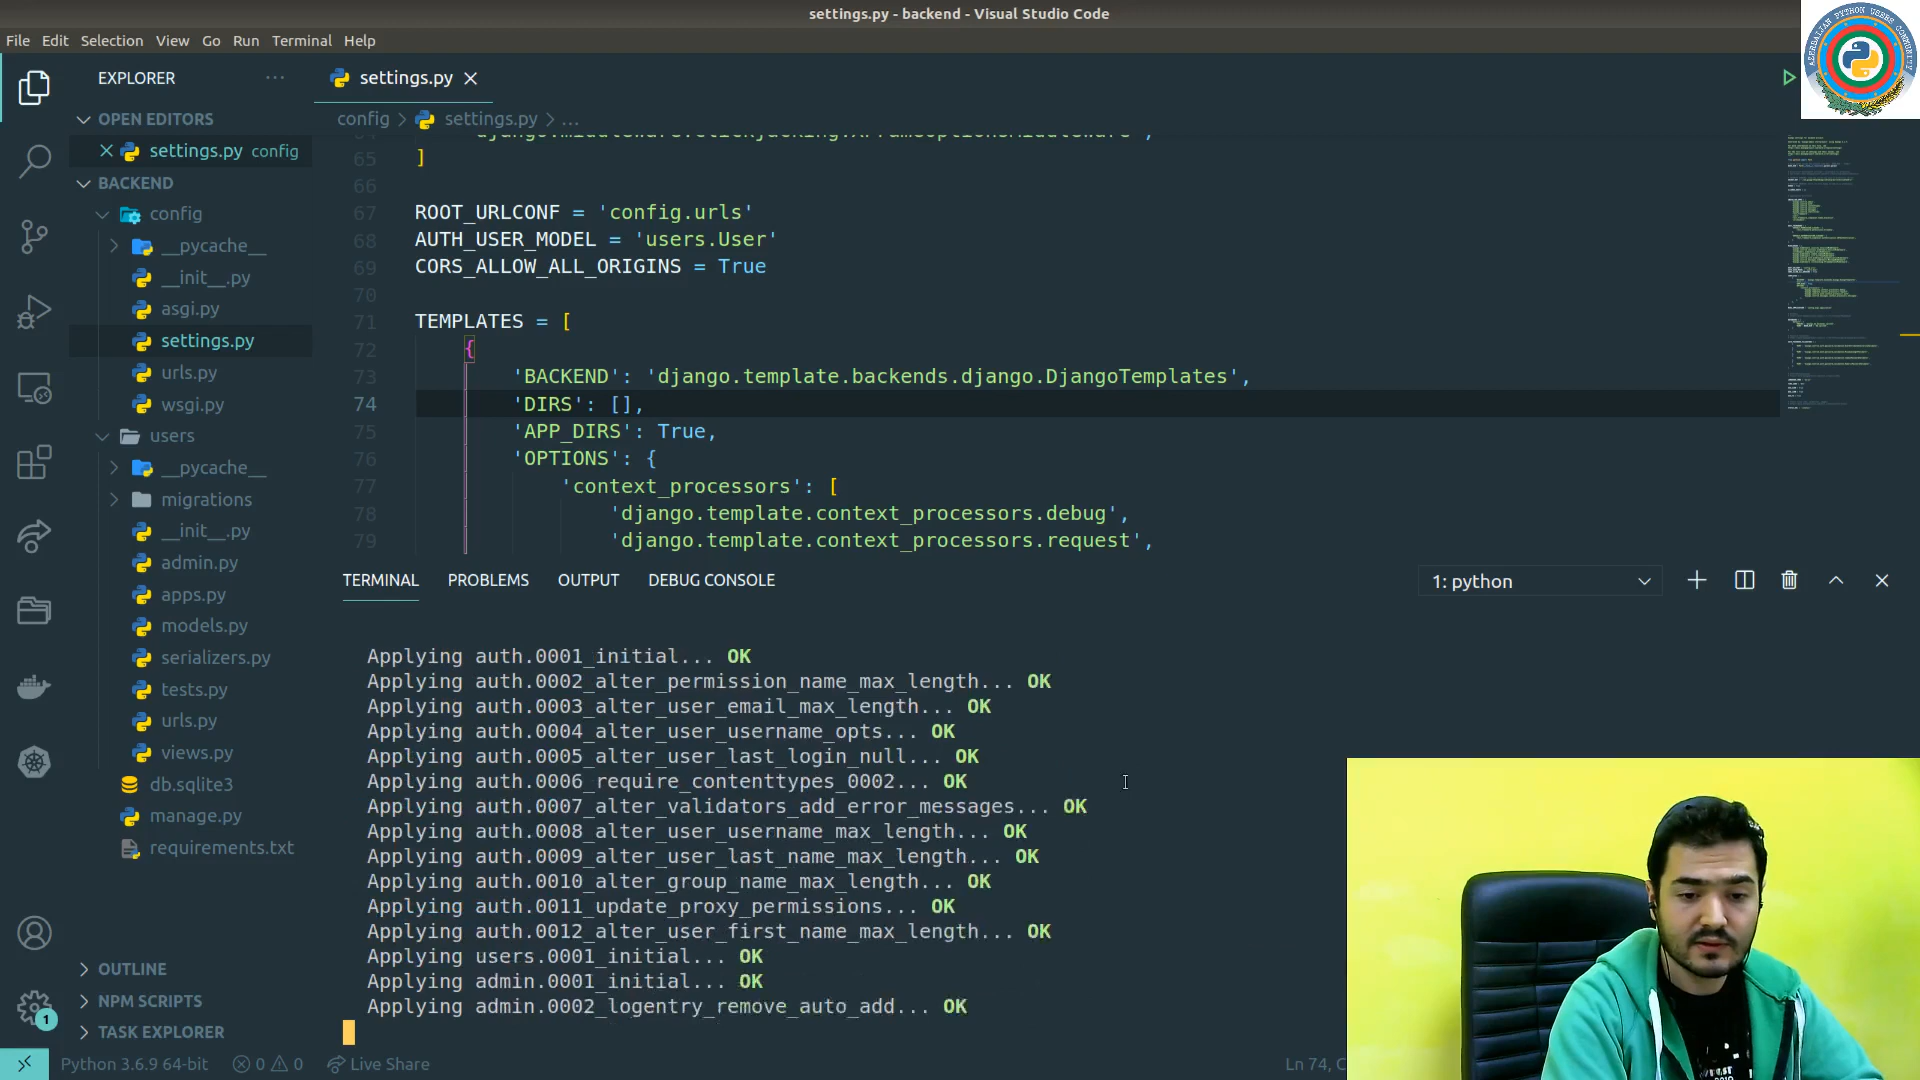 settings.py - backend - Visual Studio Code
File Edit Selection View Go Run Terminal Help
AZERBAIJAN PYTHON USERS COMMUNITY
EXPLORER
OPEN EDITORS
settings.py config
BACKEND
config
__pycache__
__init__.py
asgi.py
settings.py
urls.py
wsgi.py
users
__pycache__
migrations
__init__.py
admin.py
apps.py
models.py
serializers.py
tests.py
urls.py
views.py
db.sqlite3
manage.py
requirements.txt
OUTLINE
NPM SCRIPTS
TASK EXPLORER
settings.py
config > settings.py > ...
'django.middleware.clickjacking.XFrameOptionsMiddleware',
65 ]
66
67 ROOT_URLCONF = 'config.urls'
68 AUTH_USER_MODEL = 'users.User'
69 CORS_ALLOW_ALL_ORIGINS = True
70
71 TEMPLATES = [
72 {
73 'BACKEND': 'django.template.backends.django.DjangoTemplates',
74 'DIRS': [],
75 'APP_DIRS': True,
76 'OPTIONS': {
77 'context_processors': [
78 'django.template.context_processors.debug',
79 'django.template.context_processors.request',
TERMINAL PROBLEMS OUTPUT DEBUG CONSOLE
1: python
Applying auth.0001_initial... OK
Applying auth.0002_alter_permission_name_max_length... OK
Applying auth.0003_alter_user_email_max_length... OK
Applying auth.0004_alter_user_username_opts... OK
Applying auth.0005_alter_user_last_login_null... OK
Applying auth.0006_require_contenttypes_0002... OK
Applying auth.0007_alter_validators_add_error_messages... OK
Applying auth.0008_alter_user_username_max_length... OK
Applying auth.0009_alter_user_last_name_max_length... OK
Applying auth.0010_alter_group_name_max_length... OK
Applying auth.0011_update_proxy_permissions... OK
Applying auth.0012_alter_user_first_name_max_length... OK
Applying users.0001_initial... OK
Applying admin.0001_initial... OK
Applying admin.0002_logentry_remove_auto_add... OK
1
Python 3.6.9 64-bit 0 0 Live Share
Ln 74, C